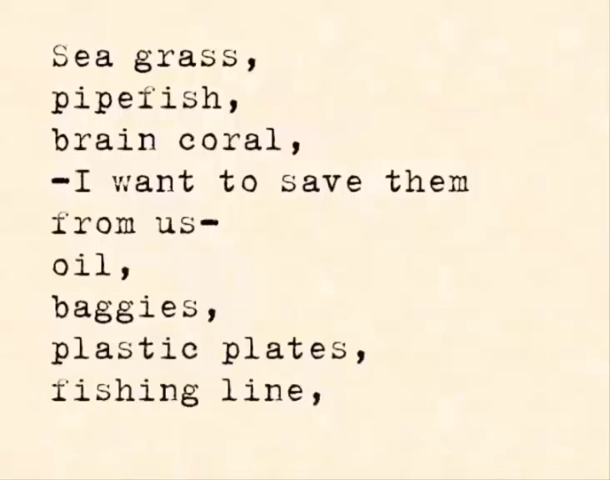 Sea grass,
pipefish,
brain coral,
-I want to save them
from us-
oil,
baggies,
plastic plates,
fishing line,